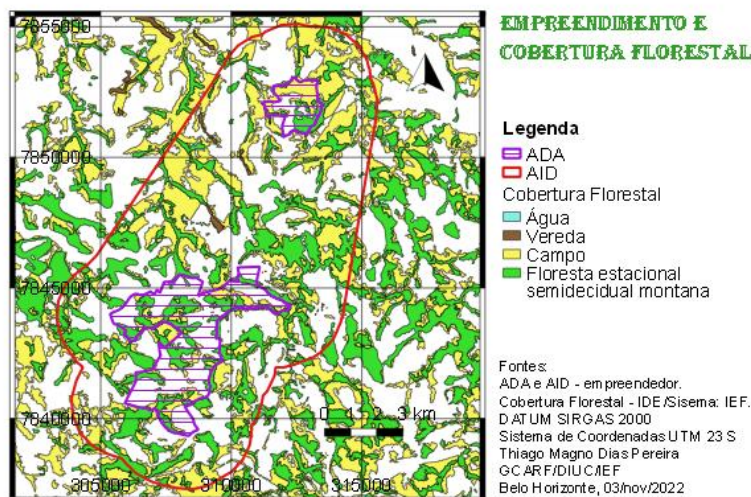 EMPREENDIMENTO E
COBERTURA FLORESTAL
Legenda
ADA
AID
Cobertura Florestal
Água
Vereda
Campo
Floresta estacional
semidecidual montana
Fontes:
ADA e AID - empreendedor.
Cobertura Florestal - IDE/Sisema: IEF.
DATUM SIRGAS 2000
Sistema de Coordenadas UTM 23 S
Thiago Magno Dias Pereira
GCARF/DIUC/IEF
Belo Horizonte, 03/nov/2022
7855000
7850000
7845000
7840000
0 1 2 3 km
305000 310000 315000